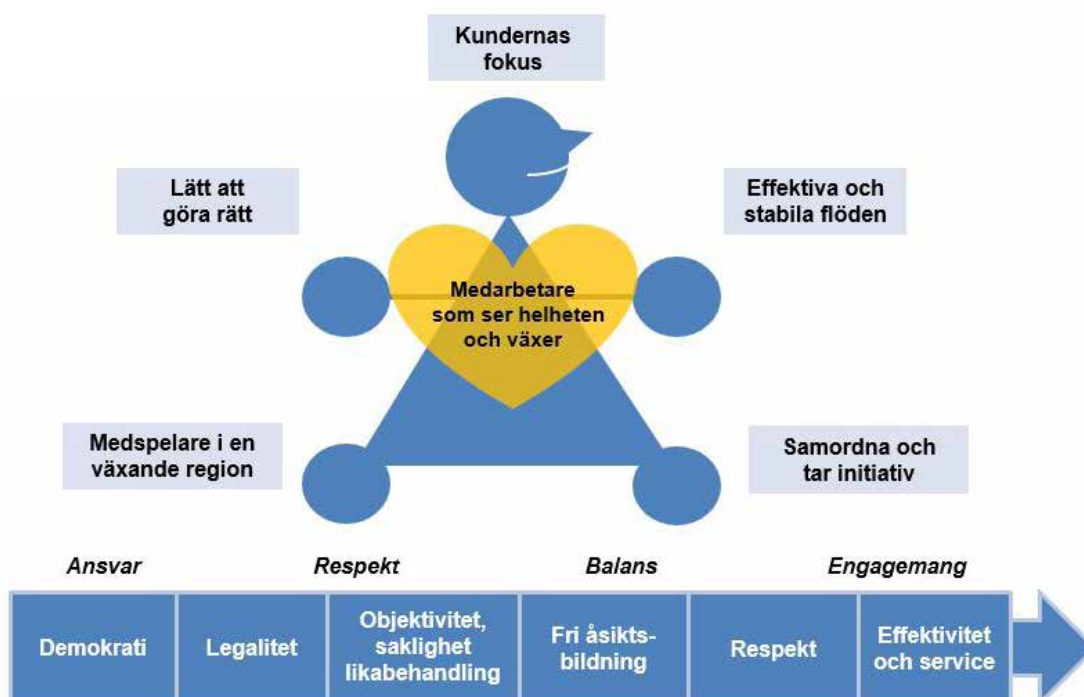 Kundernas
fokus
Lätt att
göra rätt
Effektiva och
stabila flöden
Medarbetare
som ser helheten
och växer
Medspelare i en
växande region
Samordna och
tar initiativ
Ansvar
Respekt
Balans
Engagemang
Demokrati
Legalitet
Objektivitet,
saklighet
likabehandling
Fri åsikts-
bildning
Respekt
Effektivitet
och service